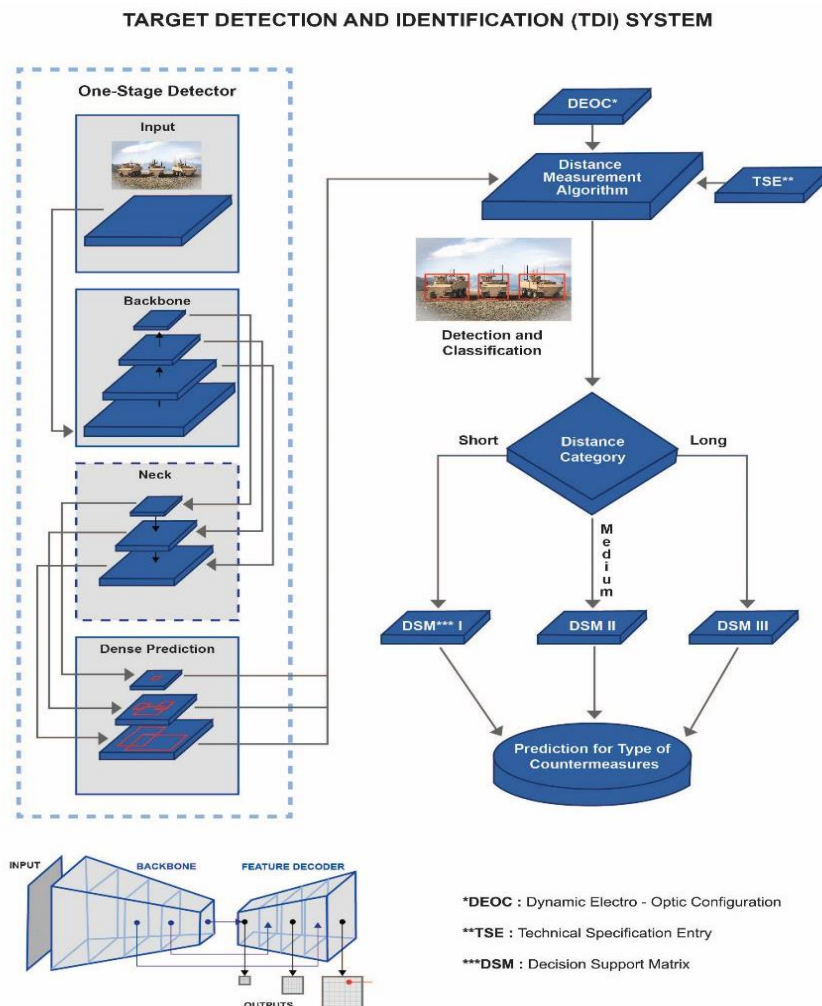 TARGET DETECTION AND IDENTIFICATION (TDI) SYSTEM
One-Stage Detector
Input
Backbone
Neck
Dense Prediction
DEOC*
Distance
Measurement
Algorithm
TSE**
Detection and
Classification
Short
Distance
Category
Long
Medium
DSM*** I
DSM II
DSM III
Prediction for Type of
Countermeasures
INPUT
BACKBONE
FEATURE DECODER
OUTPUTS
*DEOC : Dynamic Electro - Optic Configuration
**TSE : Technical Specification Entry
***DSM : Decision Support Matrix